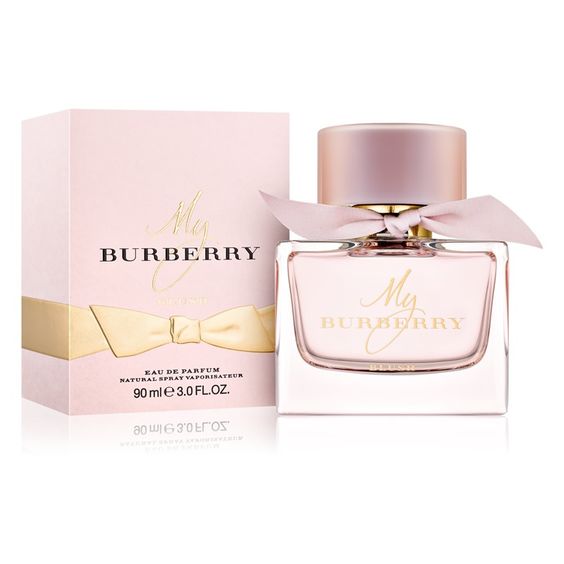 My
BURBERRY
BLUSH
EAU DE PARFUM
NATURAL SPRAY VAPORISATEUR
90 ml ℮ 3.0 FL.OZ.
My
BURBERRY
BLUSH